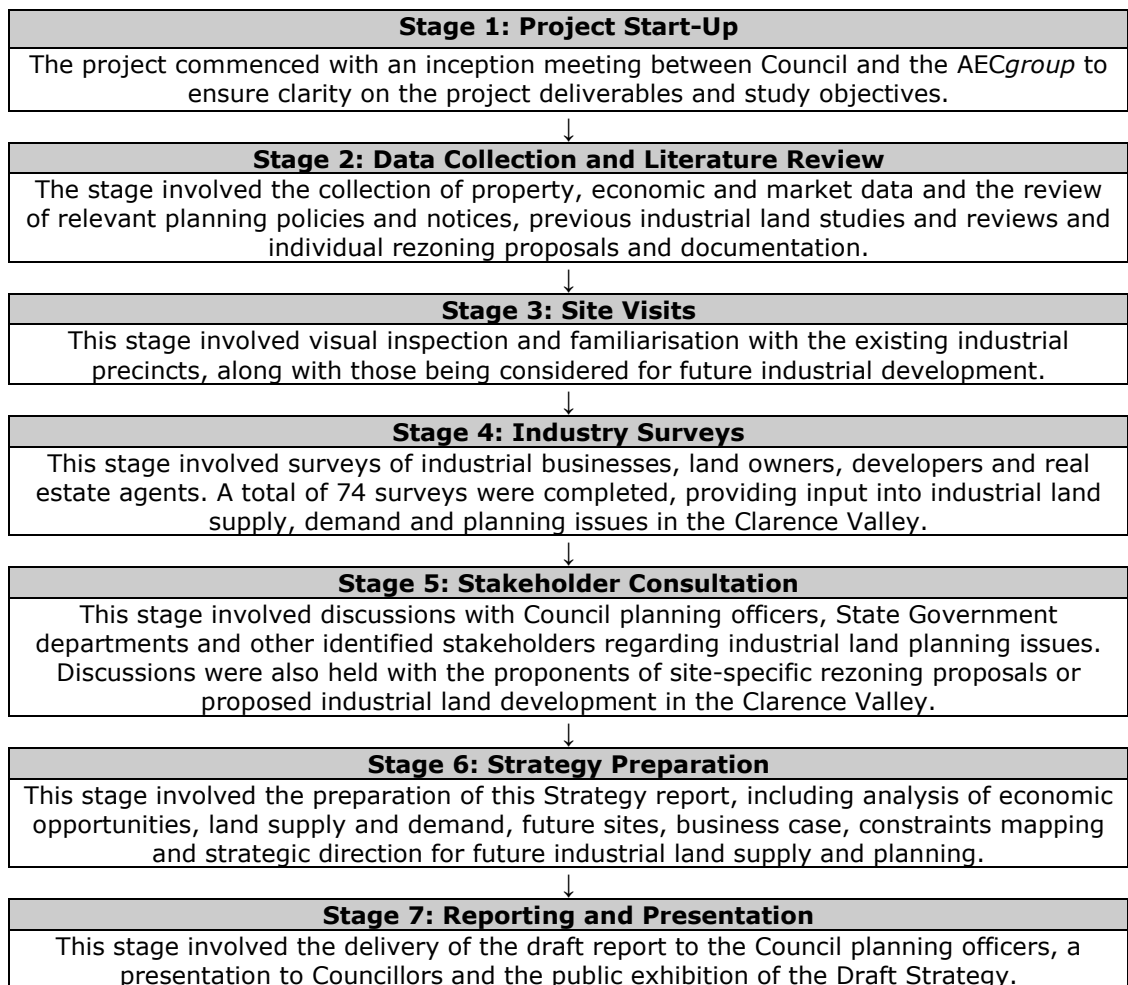 Stage 1: Project Start-Up
The project commenced with an inception meeting between Council and the AECgroup to
ensure clarity on the project deliverables and study objectives.
↓
Stage 2: Data Collection and Literature Review
The stage involved the collection of property, economic and market data and the review
of relevant planning policies and notices, previous industrial land studies and reviews and
individual rezoning proposals and documentation.
↓
Stage 3: Site Visits
This stage involved visual inspection and familiarisation with the existing industrial
precincts, along with those being considered for future industrial development.
↓
Stage 4: Industry Surveys
This stage involved surveys of industrial businesses, land owners, developers and real
estate agents. A total of 74 surveys were completed, providing input into industrial land
supply, demand and planning issues in the Clarence Valley.
↓
Stage 5: Stakeholder Consultation
This stage involved discussions with Council planning officers, State Government
departments and other identified stakeholders regarding industrial land planning issues.
Discussions were also held with the proponents of site-specific rezoning proposals or
proposed industrial land development in the Clarence Valley.
↓
Stage 6: Strategy Preparation
This stage involved the preparation of this Strategy report, including analysis of economic
opportunities, land supply and demand, future sites, business case, constraints mapping
and strategic direction for future industrial land supply and planning.
↓
Stage 7: Reporting and Presentation
This stage involved the delivery of the draft report to the Council planning officers, a
presentation to Councillors and the public exhibition of the Draft Strategy.